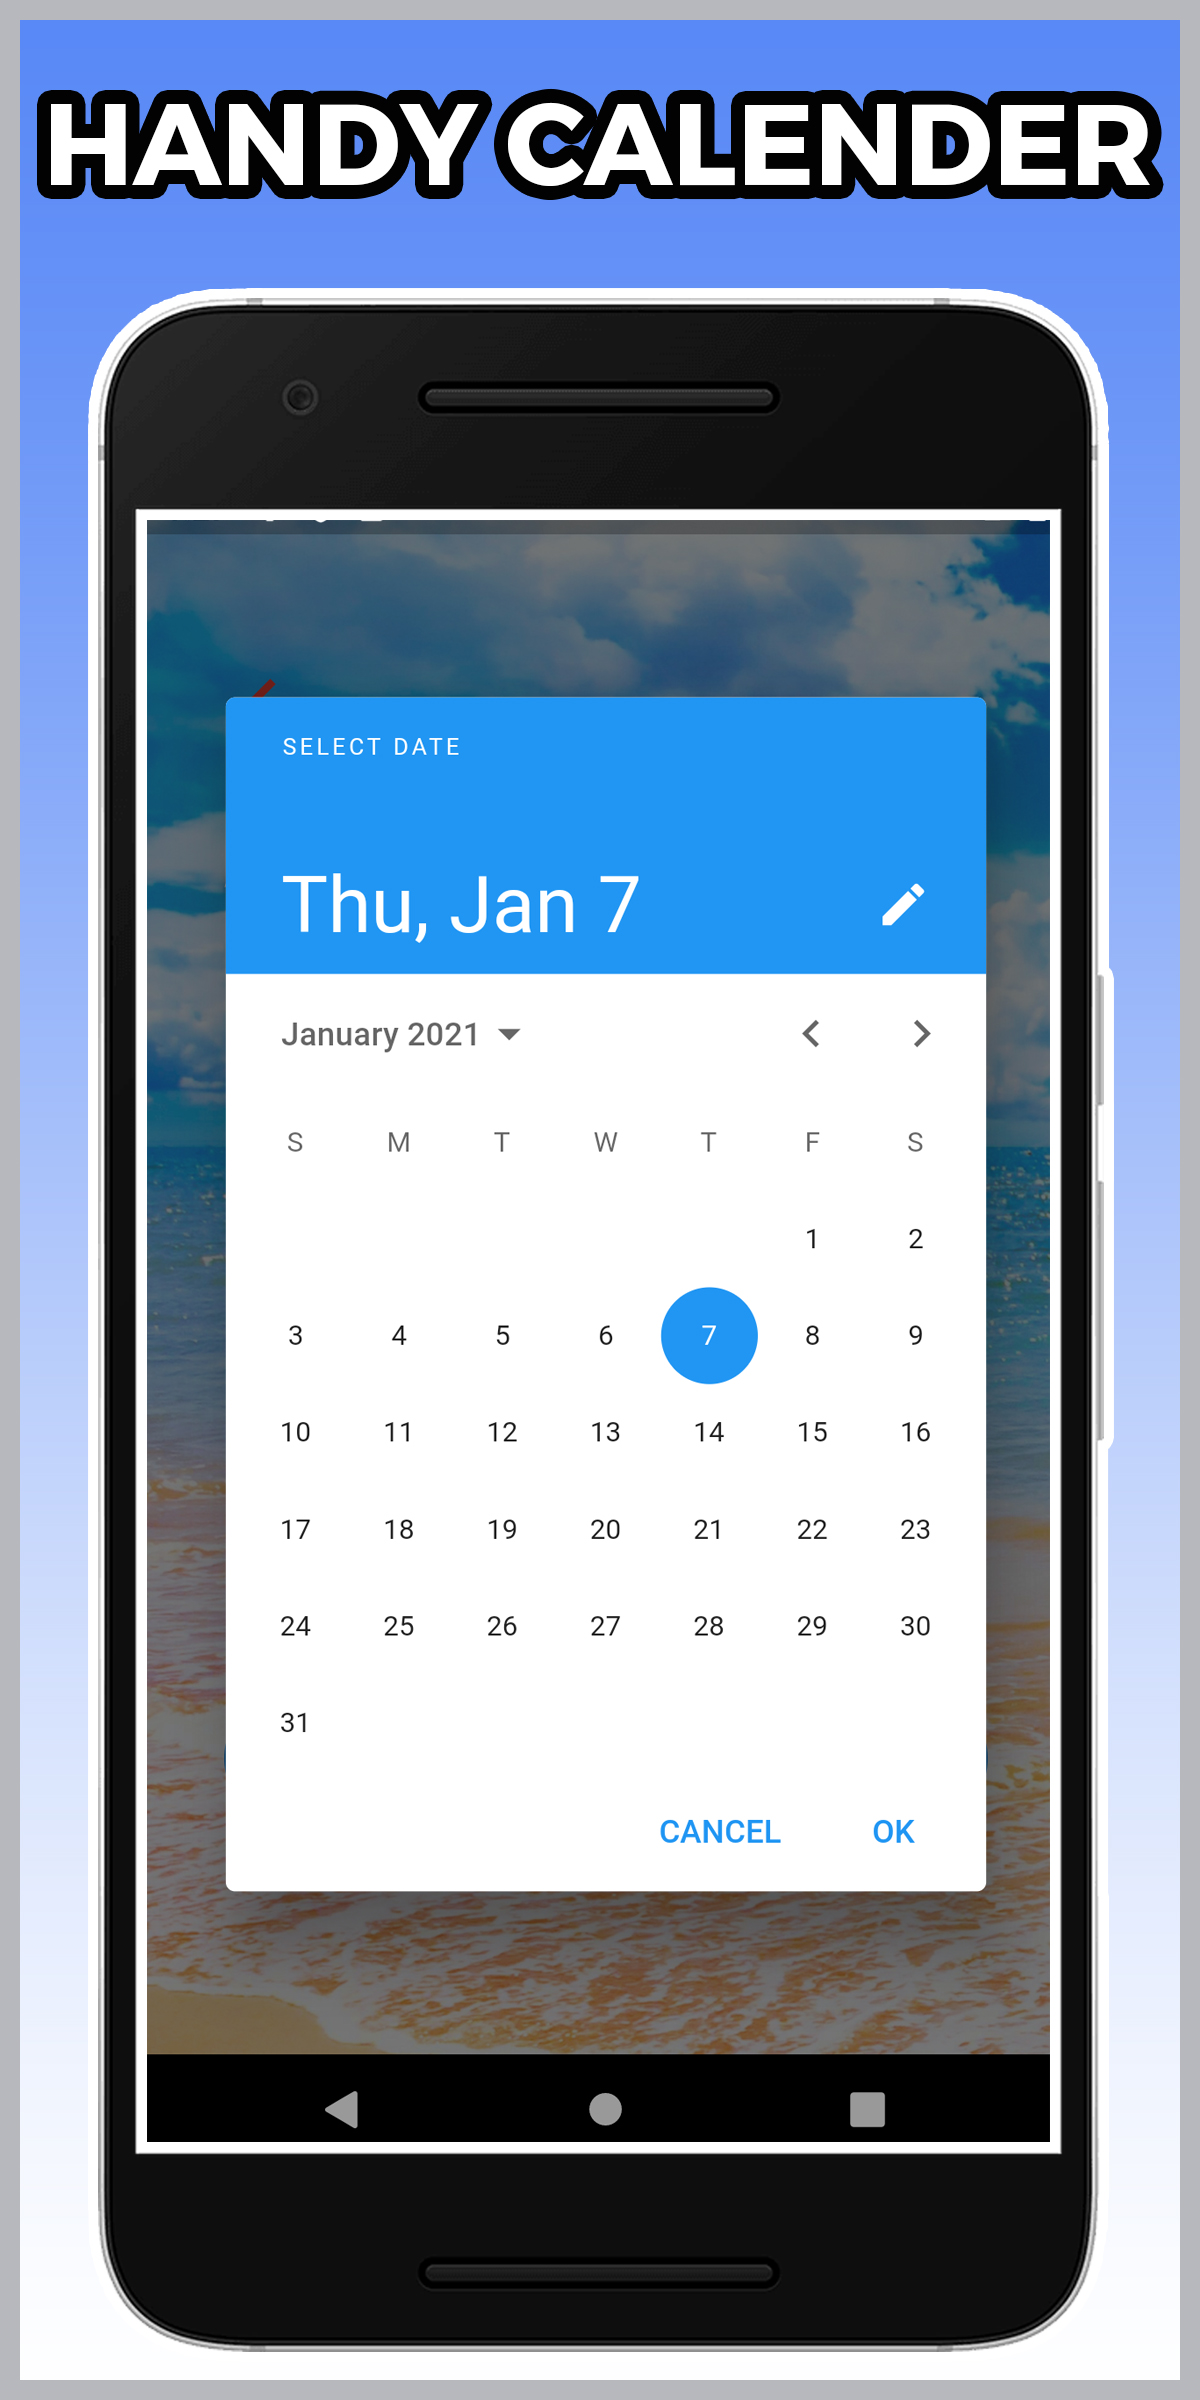 HANDY CALENDER
SELECT DATE
Thu, Jan 7
January 2021
S M T W T F S
1 2
3 4 5 6 7 8 9
10 11 12 13 14 15 16
17 18 19 20 21 22 23
24 25 26 27 28 29 30
31
CANCEL OK